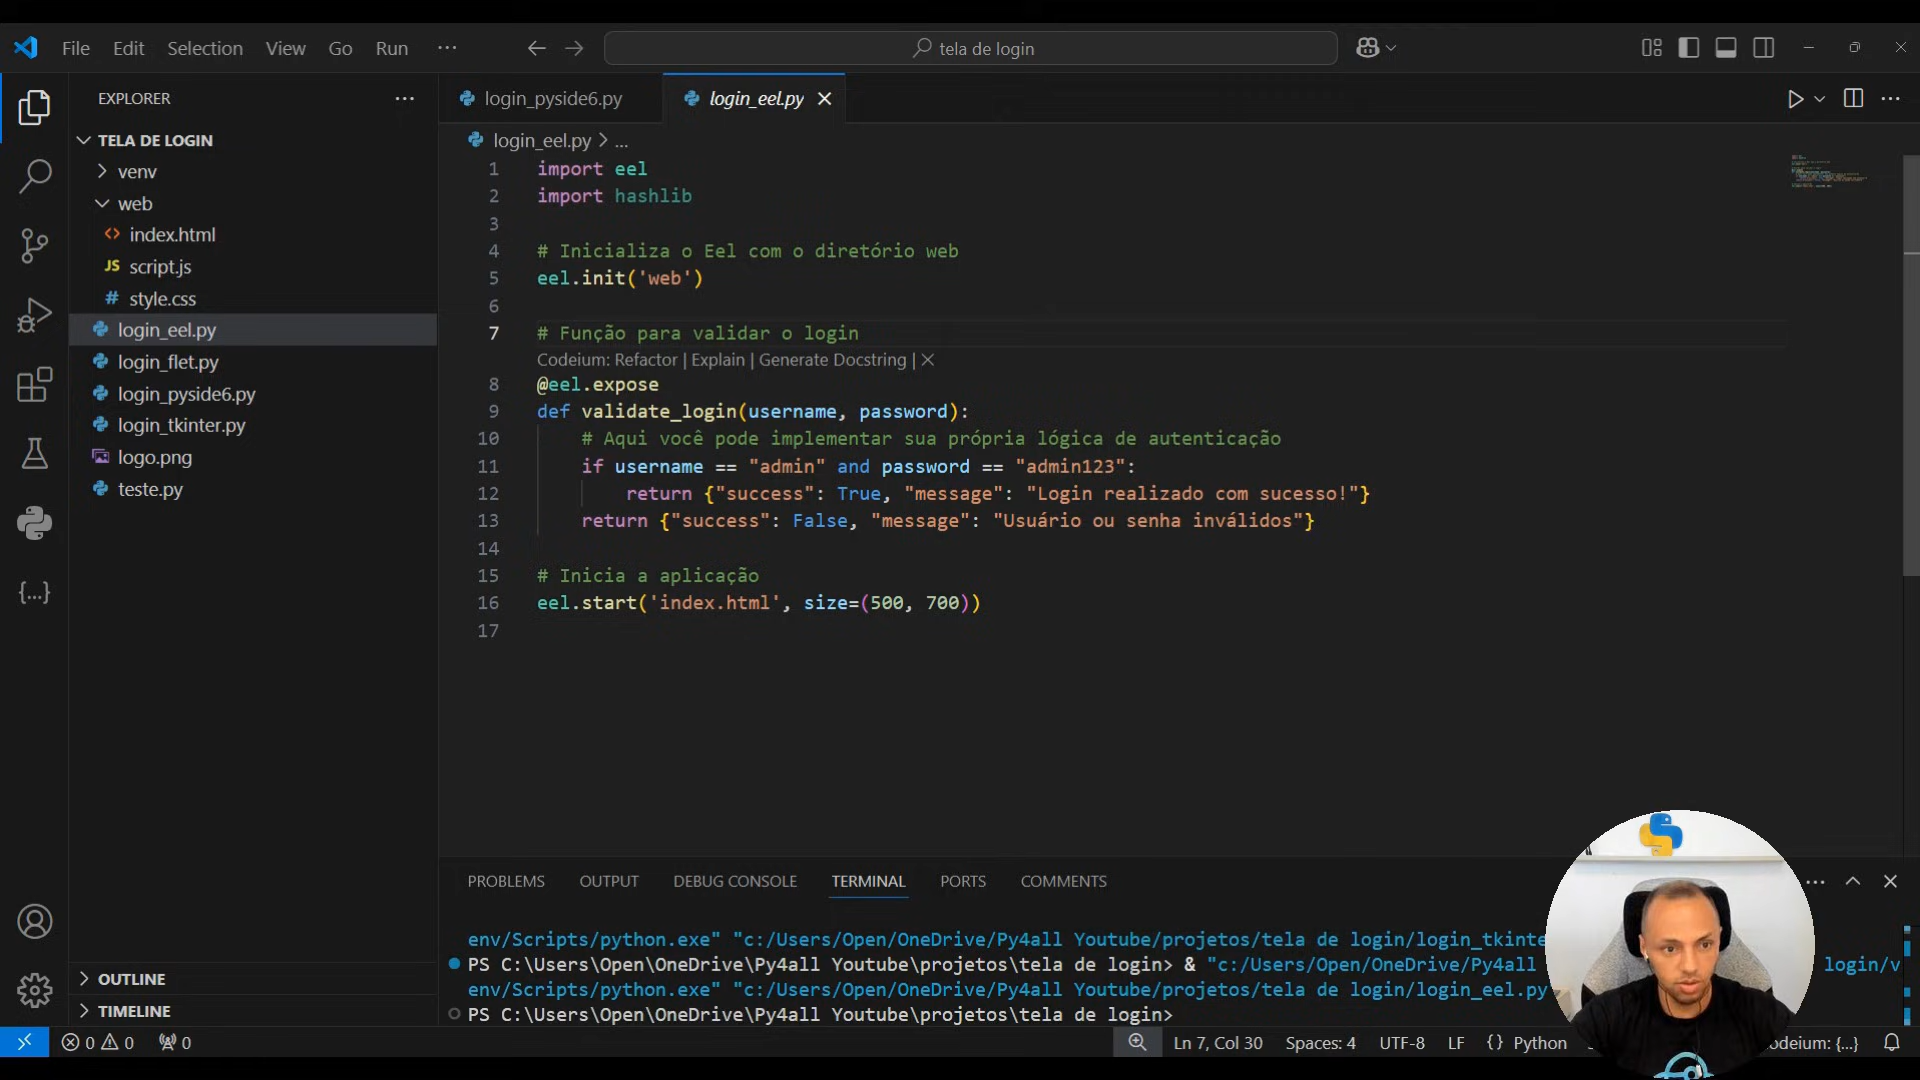 File Edit Selection View Go Run ···
tela de login
EXPLORER ···
TELA DE LOGIN
venv
web
index.html
JS script.js
# style.css
login_eel.py
login_flet.py
login_pyside6.py
login_tkinter.py
logo.png
teste.py
OUTLINE
TIMELINE
login_pyside6.py login_eel.py
login_eel.py > ...
1 import eel
2 import hashlib
3
4 # Inicializa o Eel com o diretório web
5 eel.init('web')
6
7 # Função para validar o login
Codeium: Refactor | Explain | Generate Docstring | ✕
8 @eel.expose
9 def validate_login(username, password):
10 # Aqui você pode implementar sua própria lógica de autenticação
11 if username == "admin" and password == "admin123":
12 return {"success": True, "message": "Login realizado com sucesso!"}
13 return {"success": False, "message": "Usuário ou senha inválidos"}
14
15 # Inicia a aplicação
16 eel.start('index.html', size=(500, 700))
17
PROBLEMS OUTPUT DEBUG CONSOLE TERMINAL PORTS COMMENTS
env/Scripts/python.exe" "c:/Users/Open/OneDrive/Py4all Youtube/projetos/tela de login/login_tkinte
PS C:\Users\Open\OneDrive\Py4all Youtube\projetos\tela de login> & "c:/Users/Open/OneDrive/Py4all login/v
env/Scripts/python.exe" "c:/Users/Open/OneDrive/Py4all Youtube/projetos/tela de login/login_eel.py
PS C:\Users\Open\OneDrive\Py4all Youtube\projetos\tela de login>
0 0 0 Ln 7, Col 30 Spaces: 4 UTF-8 LF {} Python odeium: {...}